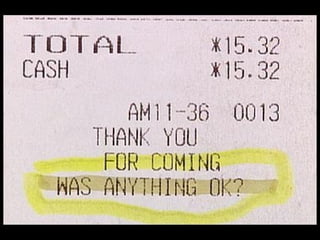 TOTAL *15.32
CASH *15.32
AM11-36 0013
THANK YOU
FOR COMING
WAS ANYTHING OK?